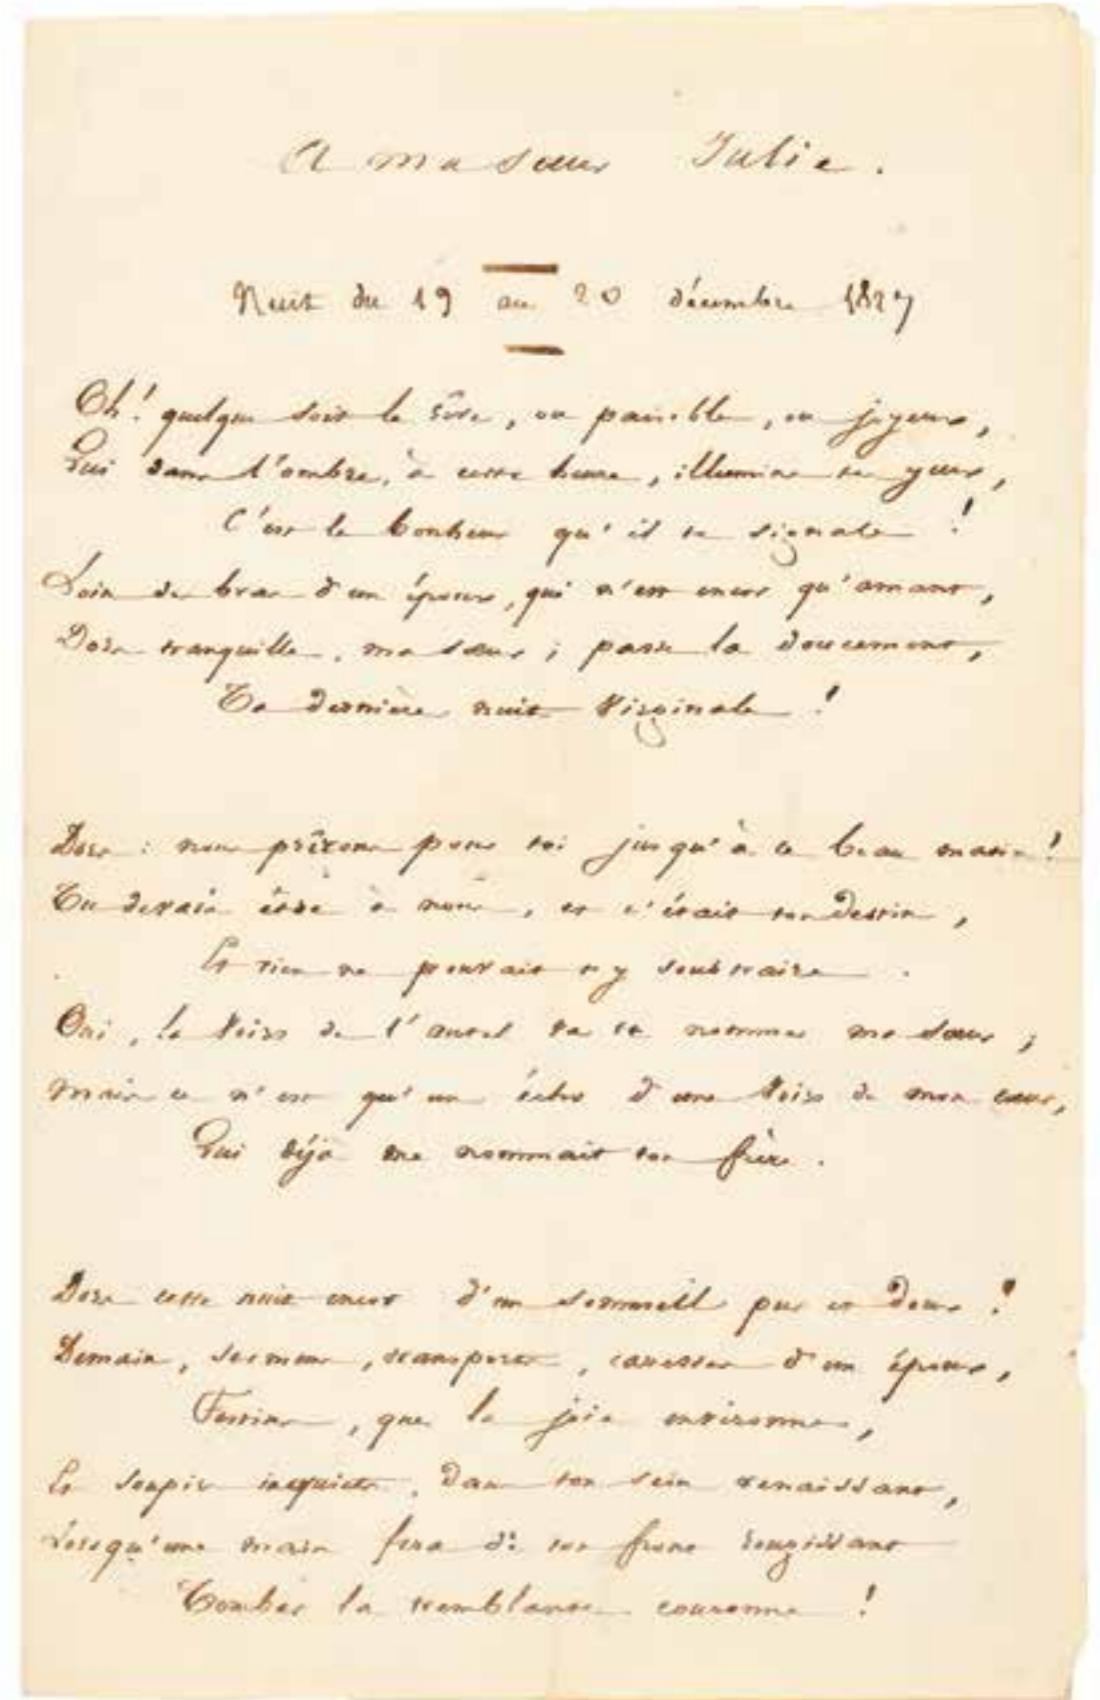 A ma sœur Julie.
Nuit du 19 au 20 décembre 1827
Oh! quelque soit le rêve, ou paisible, ou joyeux,
Qui dans l'ombre, à cette heure, illumine tes yeux,
C'est le bonheur qu'il te signale !
Loin des bras d'un époux, qui n'est encor qu'amant,
Dors tranquille, ma sœur ; passe la doucement,
Ta dernière nuit virginale !
Dors : nous prîrons pour toi jusqu'à ce beau matin !
Tu devais être à nous, et c'était ton destin,
Et rien ne pouvait t'y soustraire.
Oui, la voix de l'autel va te nommer ma sœur ;
Mais ce n'est qu'un écho d'une voix de mon cœur,
Qui déjà me nommait ton frère.
Dors cette nuit encor d'un sommeil pur et doux !
Demain, serments, transports, caresses d'un époux,
Festins, que la joie environne,
Et soupirs inquiets, dans ton sein renaissant,
Lorsqu'une main fera de ton front rougissant
Tomber la tremblante couronne !